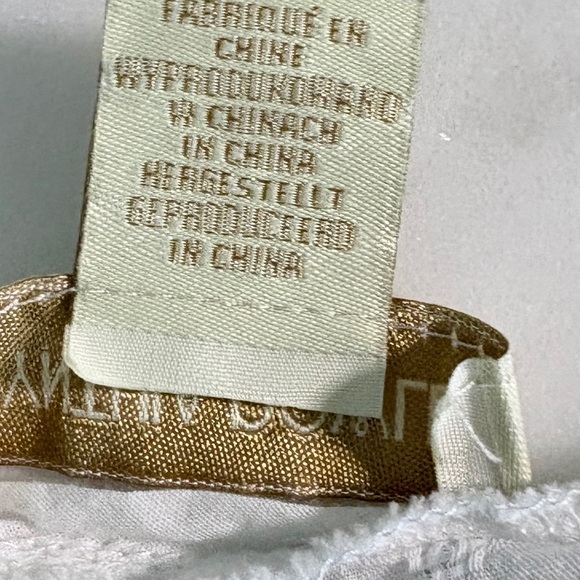 FABRIQUÉ EN
CHINE
WYPRODUKOWANO
W CHINACH
IN CHINA
HERGESTELLT
GEPRODUCEERD
IN CHINA